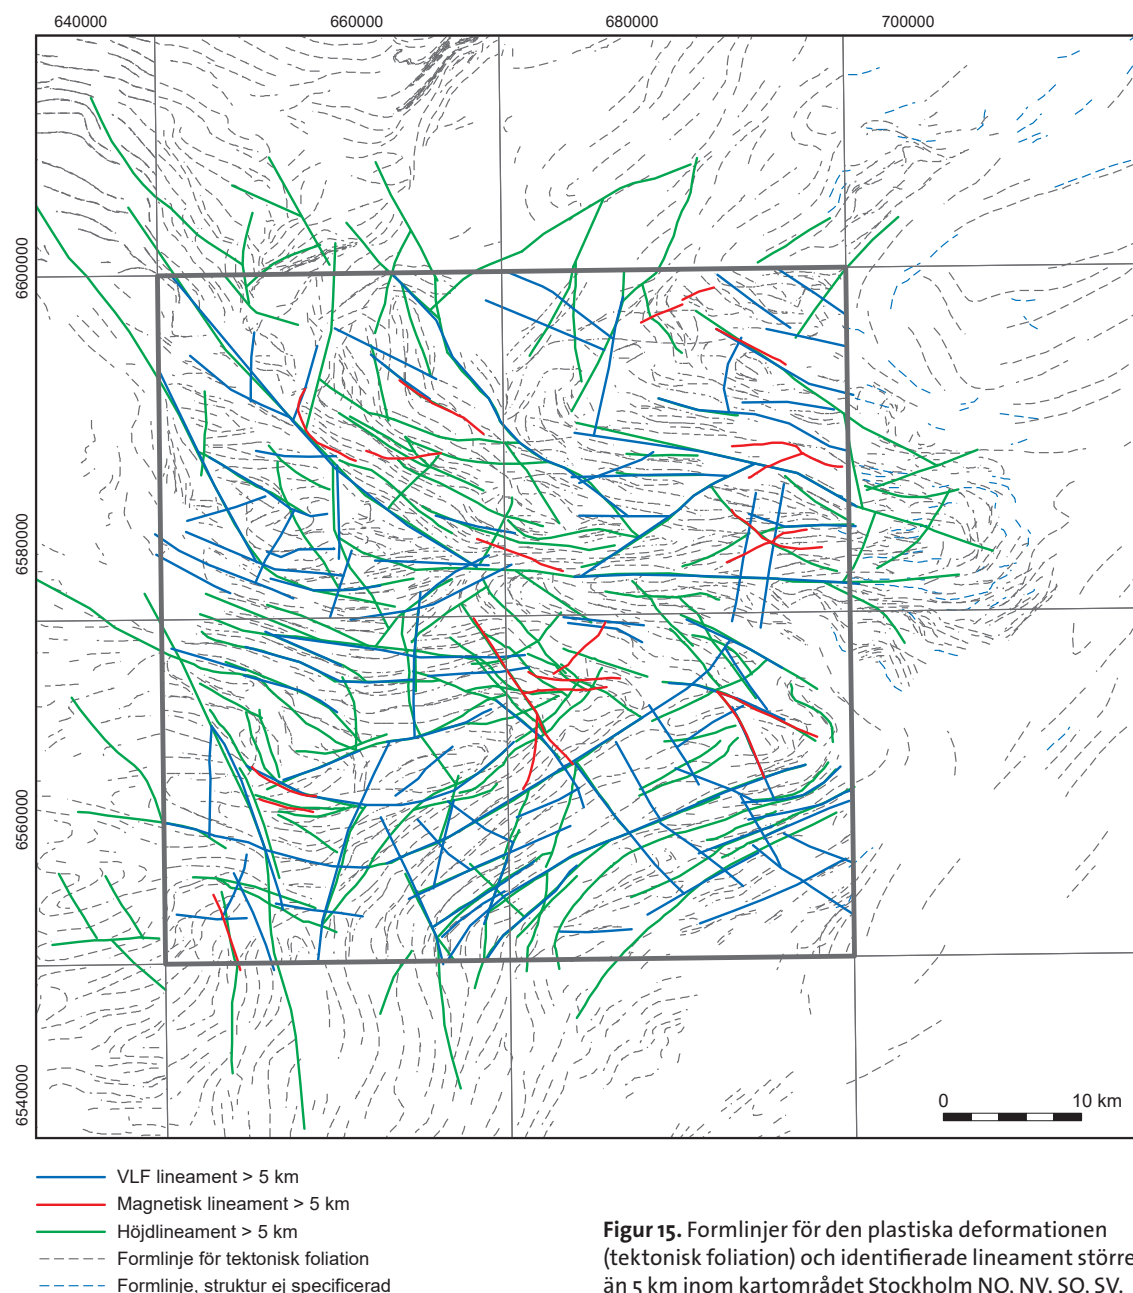 640000 660000 680000 700000
6600000
6580000
6560000
6540000
0 10 km
VLF lineament > 5 km
Magnetisk lineament > 5 km
Höjdlineament > 5 km
Formlinje för tektonisk foliation
Formlinje, struktur ej specificerad
Figur 15. Formlinjer för den plastiska deformationen
(tektonisk foliation) och identifierade lineament större
än 5 km inom kartområdet Stockholm NO, NV, SO, SV.